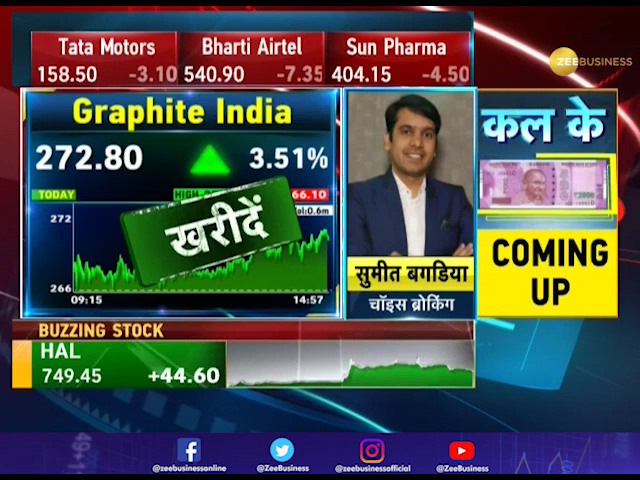 Tata Motors
158.50 -3.10
Bharti Airtel
540.90 -7.35
Sun Pharma
404.15 -4.50
ZEE BUSINESS
Graphite India
272.80 3.51%
TODAY
66.10
272
266
09:15 14:57
खरीदें
सुमीत बगडिया
चॉइस ब्रोकिंग
कल के
COMING
UP
BUZZING STOCK
HAL
749.45 +44.60
@zeebusinessonline
@ZeeBusiness
@zeebusinessofficial
@ZeeBusiness